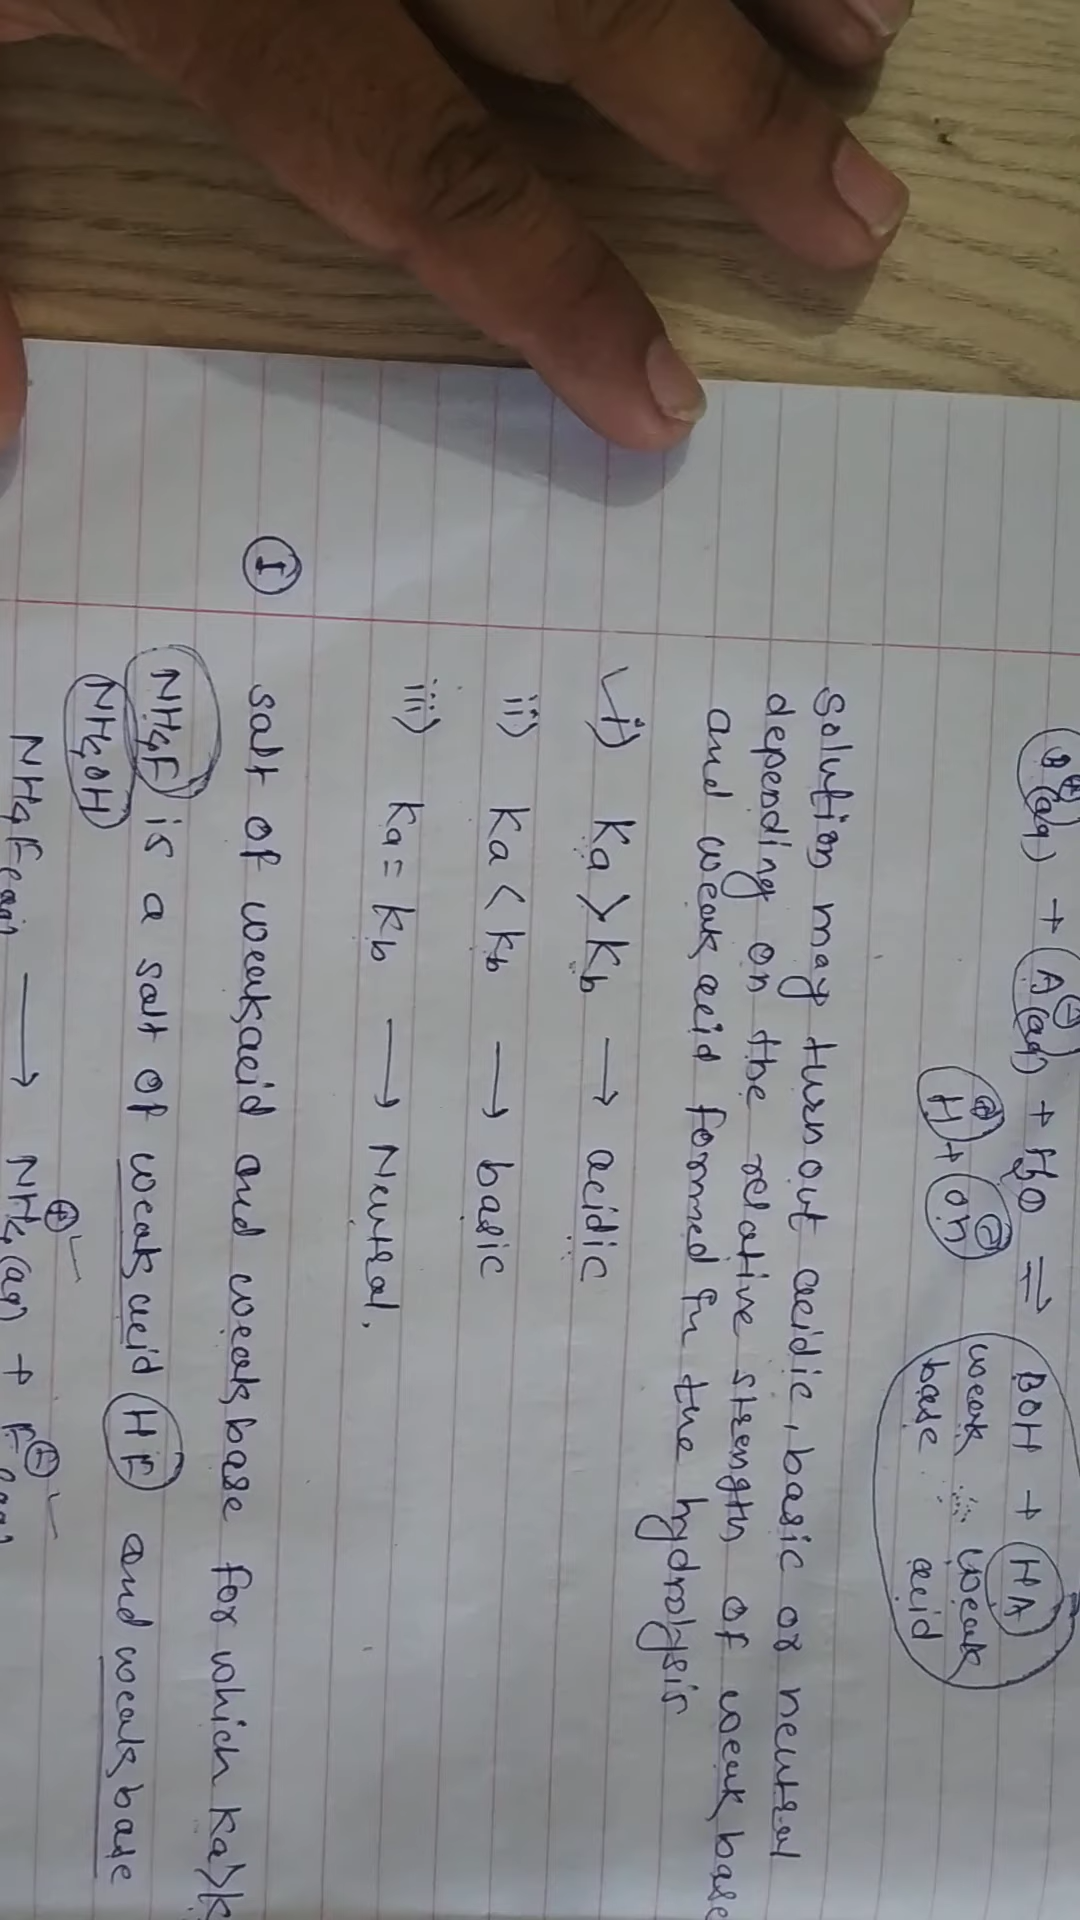 B⊕(aq) + A⊖(aq) + H2O ⇌ BOH + HA
H⊕ + OH⊖ weak weak
base acid
Solution may turn out acidic, basic or neutral
depending on the relative strength of weak base
and weak acid formed in the hydrolysis
i) Ka > Kb → acidic
ii) Ka < Kb → basic
iii) Ka = Kb → Neutral.
① salt of weak acid and weak base for which Ka>K
NH4F is a salt of weak acid HF and weak base
NH4OH
NH4F(aq) → NH4⊕(aq) + F⊖(aq)